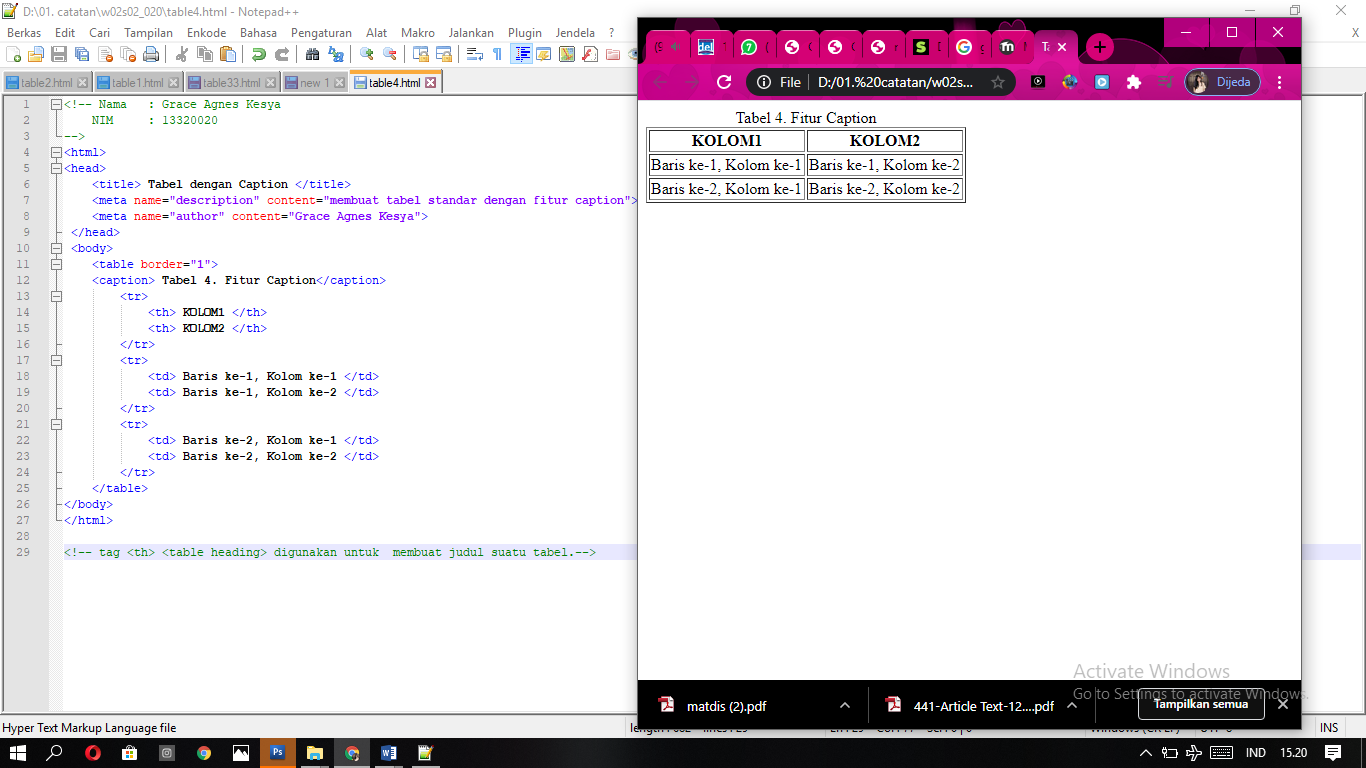 D:\01. catatan\w02s02_020\table4.html - Notepad++
Berkas Edit Cari Tampilan Enkode Bahasa Pengaturan Alat Makro Jalankan Plugin Jendela ?
X
table2.html table1.html table33.html new 1 table4.html
1 <!-- Nama : Grace Agnes Kesya
2 NIM : 13320020
3 -->
4 <html>
5 <head>
6 <title> Tabel dengan Caption </title>
7 <meta name="description" content="membuat tabel standar dengan fitur caption">
8 <meta name="author" content="Grace Agnes Kesya">
9 </head>
10 <body>
11 <table border="1">
12 <caption> Tabel 4. Fitur Caption</caption>
13 <tr>
14 <th> KOLOM1 </th>
15 <th> KOLOM2 </th>
16 </tr>
17 <tr>
18 <td> Baris ke-1, Kolom ke-1 </td>
19 <td> Baris ke-1, Kolom ke-2 </td>
20 </tr>
21 <tr>
22 <td> Baris ke-2, Kolom ke-1 </td>
23 <td> Baris ke-2, Kolom ke-2 </td>
24 </tr>
25 </table>
26 </body>
27 </html>
28
29 <!-- tag <th> <table heading> digunakan untuk  membuat judul suatu tabel.-->
Hyper Text Markup Language file
INS
del
File D:/01.%20catatan/w02s...
Dijeda
Tabel 4. Fitur Caption
KOLOM1 KOLOM2
Baris ke-1, Kolom ke-1 Baris ke-1, Kolom ke-2
Baris ke-2, Kolom ke-1 Baris ke-2, Kolom ke-2
Activate Windows
Go to Settings to activate Windows.
matdis (2).pdf
441-Article Text-12....pdf
Tampilkan semua
Ps
IND 15.20